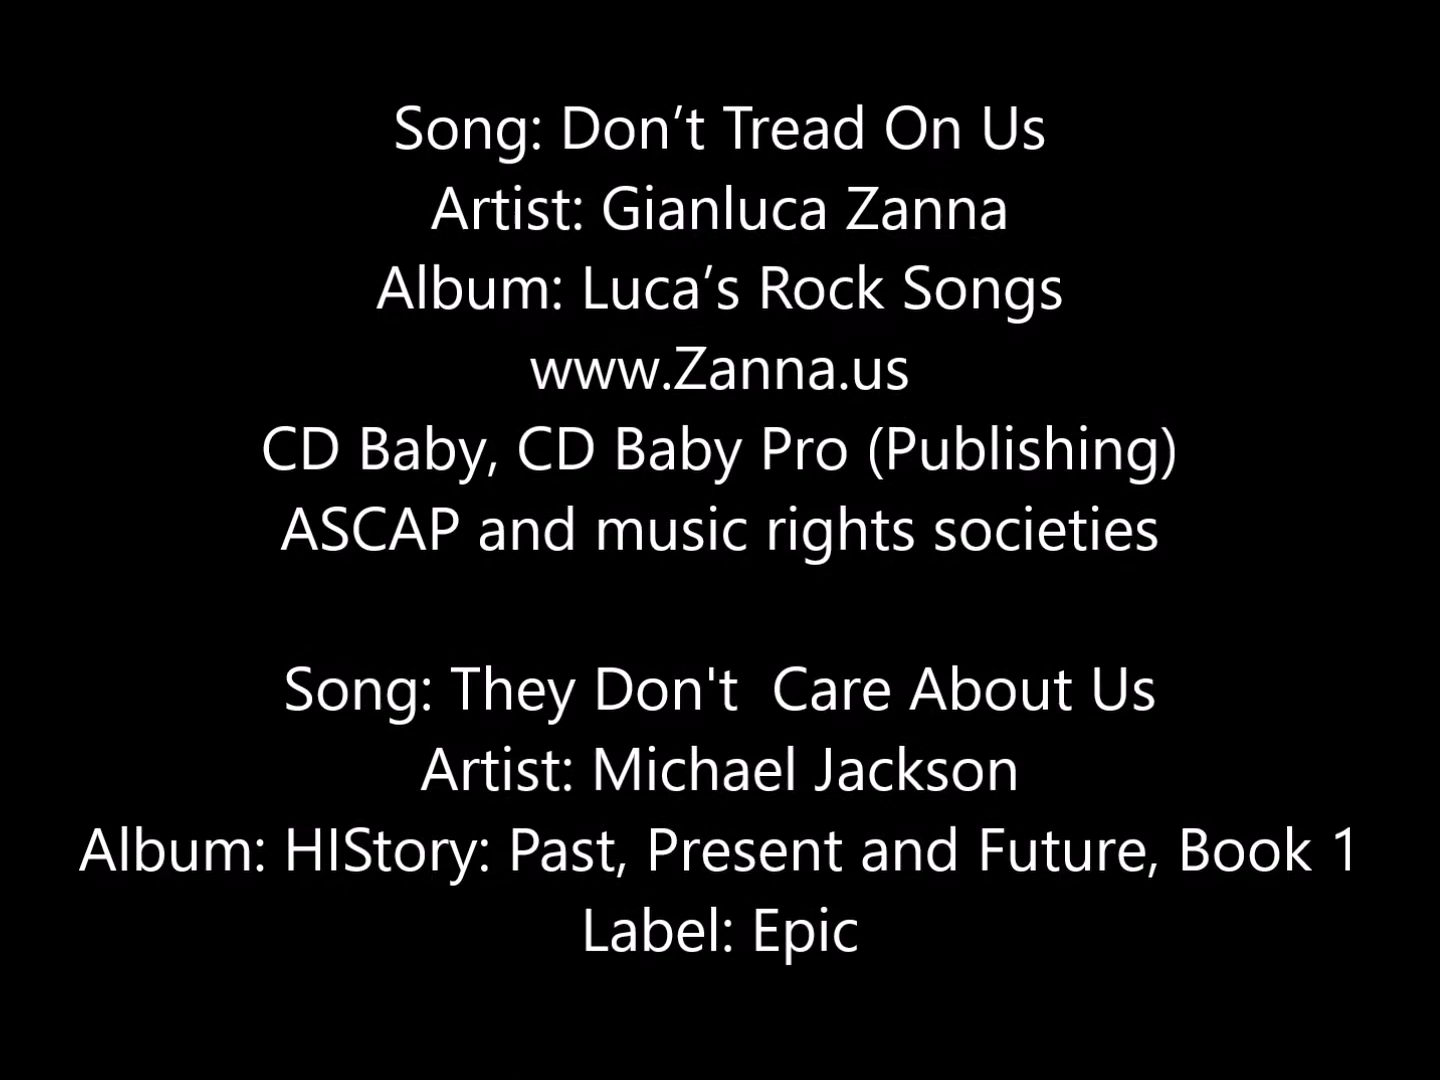 Song: Don’t Tread On Us
Artist: Gianluca Zanna
Album: Luca’s Rock Songs
www.Zanna.us
CD Baby, CD Baby Pro (Publishing)
ASCAP and music rights societies
Song: They Don't  Care About Us
Artist: Michael Jackson
Album: HIStory: Past, Present and Future, Book 1
Label: Epic